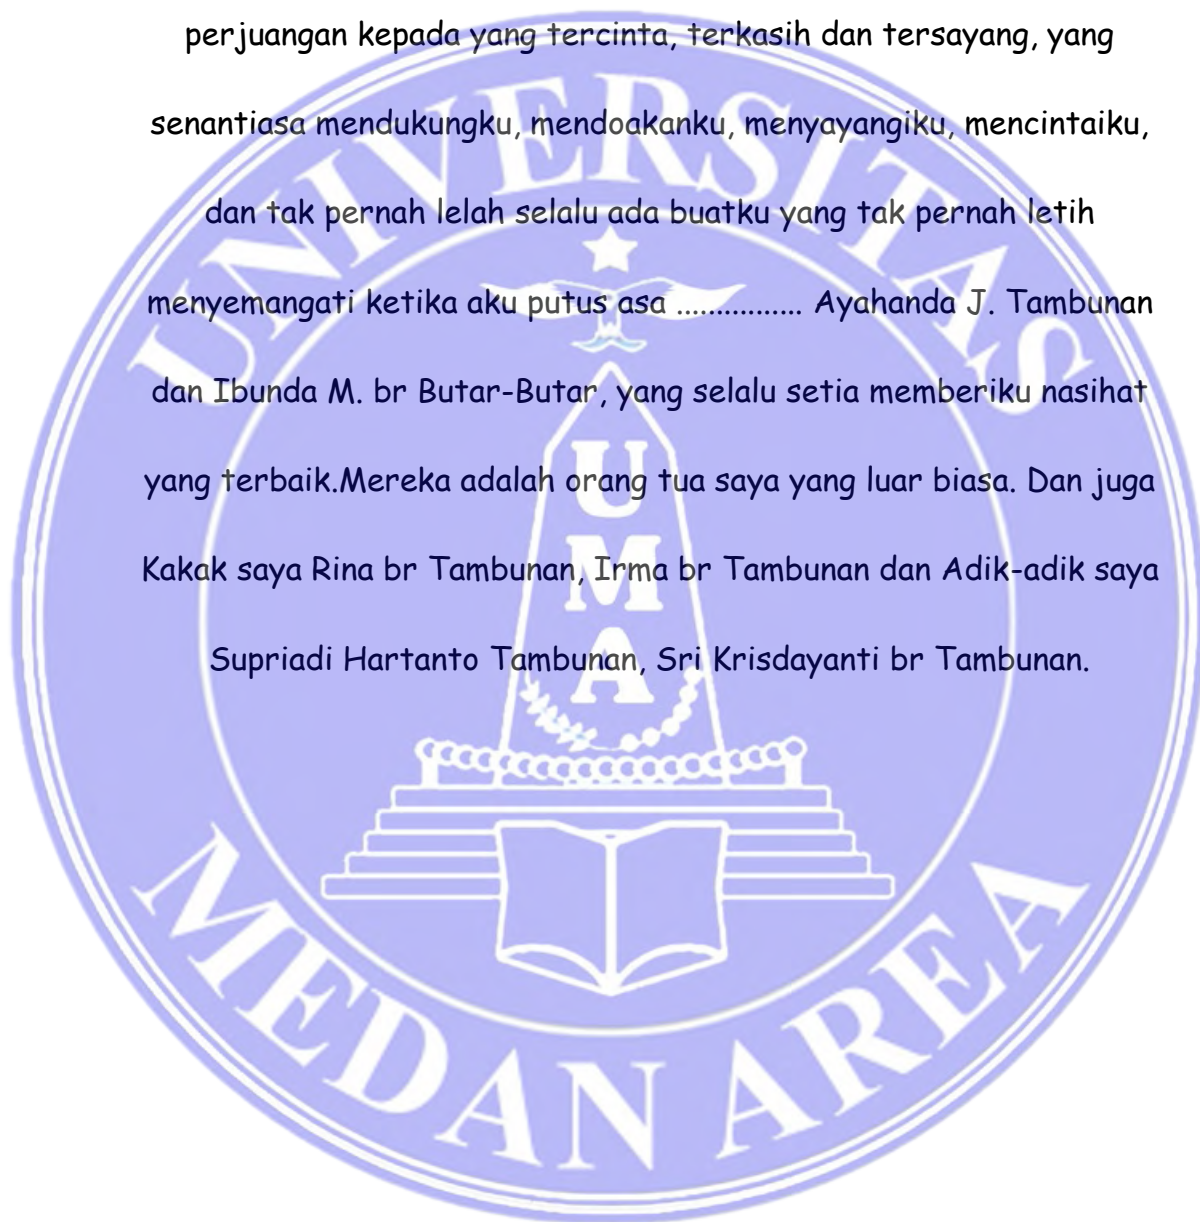 perjuangan kepada yang tercinta, terkasih dan tersayang, yang
senantiasa mendukungku, mendoakanku, menyayangiku, mencintaiku,
dan tak pernah lelah selalu ada buatku yang tak pernah letih
menyemangati ketika aku putus asa ................ Ayahanda J. Tambunan
dan Ibunda M. br Butar-Butar, yang selalu setia memberiku nasihat
yang terbaik.Mereka adalah orang tua saya yang luar biasa. Dan juga
Kakak saya Rina br Tambunan, Irma br Tambunan dan Adik-adik saya
Supriadi Hartanto Tambunan, Sri Krisdayanti br Tambunan.
UNIVERSITAS
U
M
A
MEDAN AREA